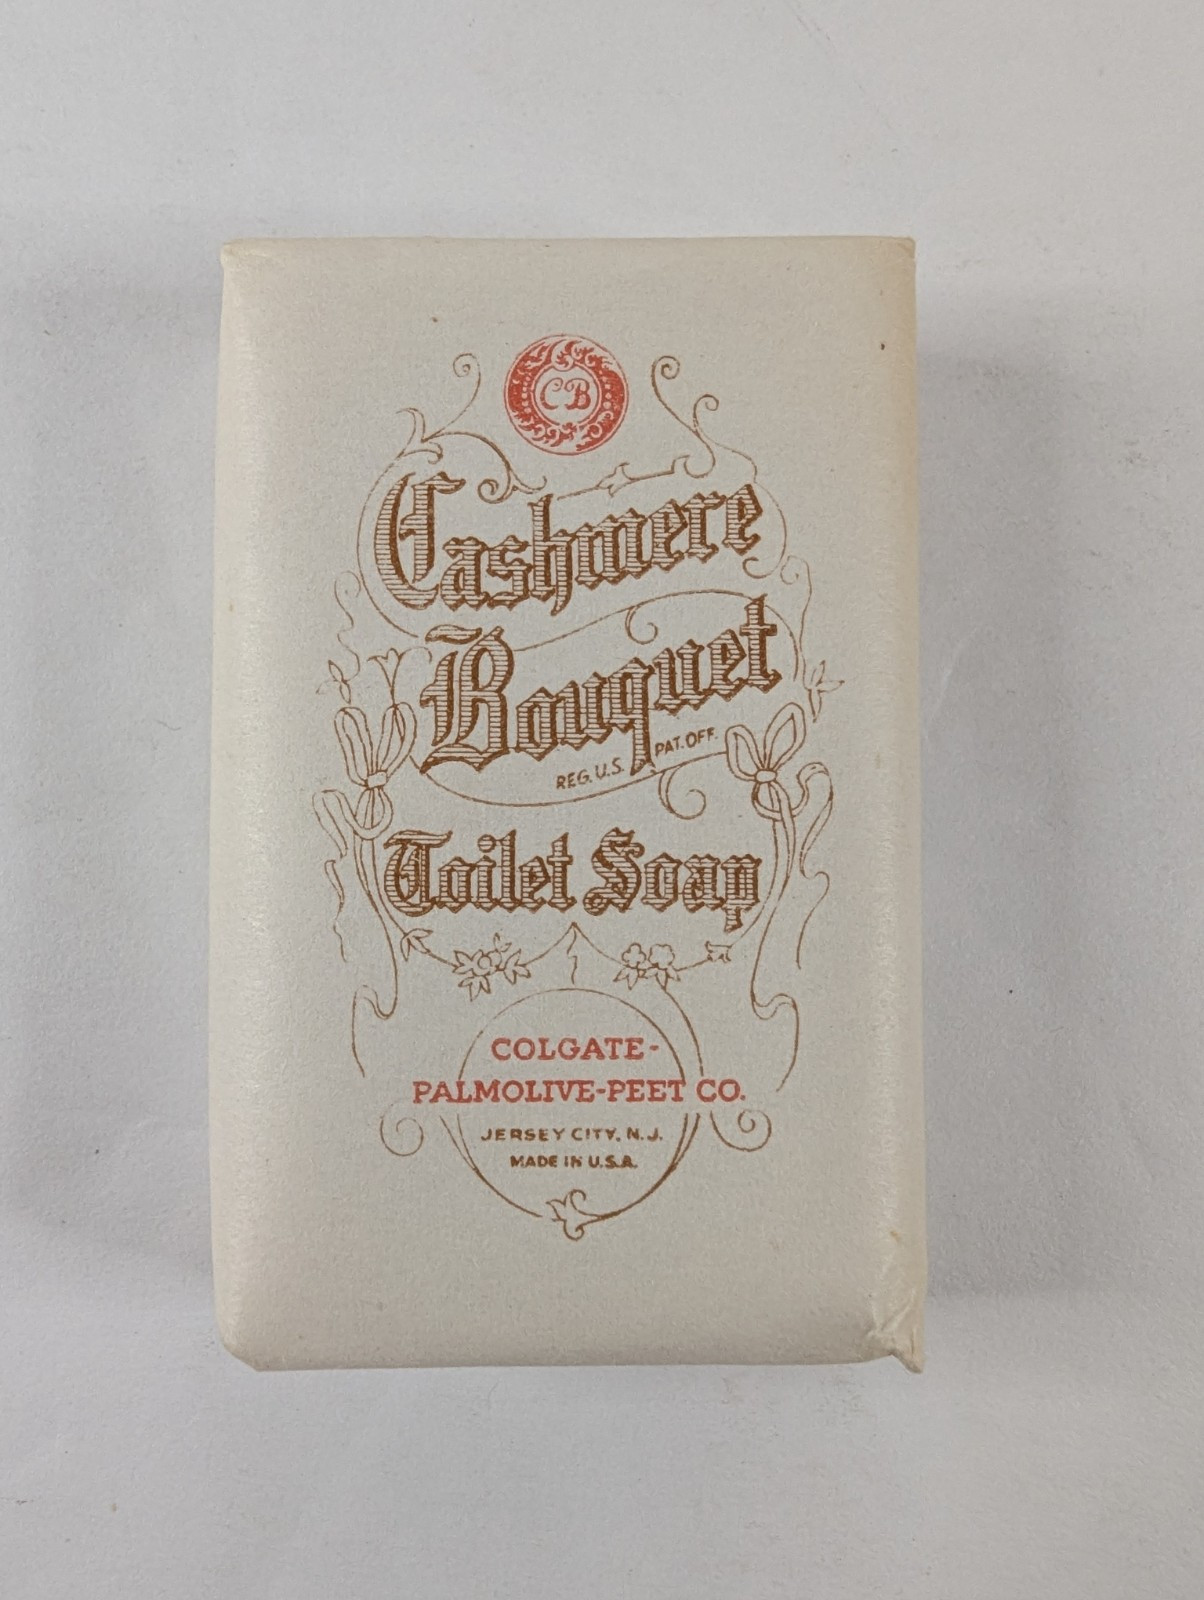 CB
Cashmere
Bouquet
REG. U.S. PAT. OFF.
Toilet Soap
COLGATE-
PALMOLIVE-PEET CO.
JERSEY CITY, N.J.
MADE IN U.S.A.